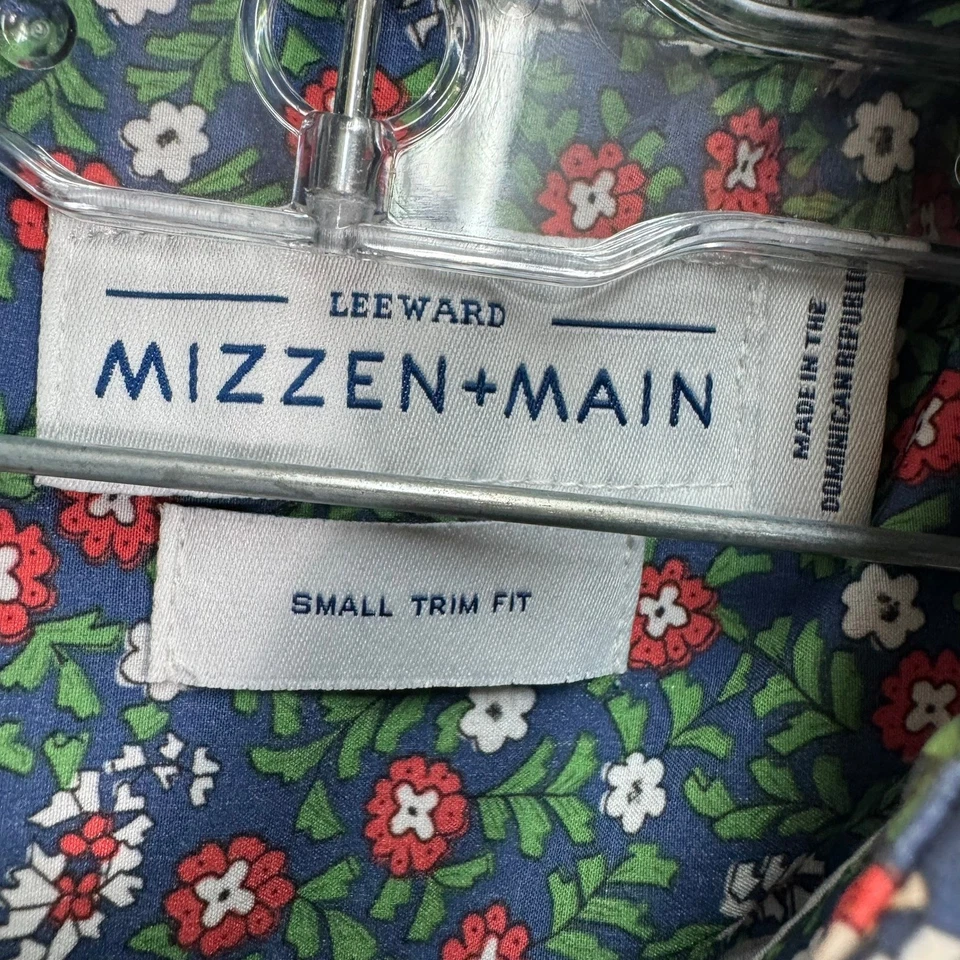 LEEWARD
MIZZEN+MAIN
MADE IN THE
DOMINICAN REPUBLIC
SMALL TRIM FIT